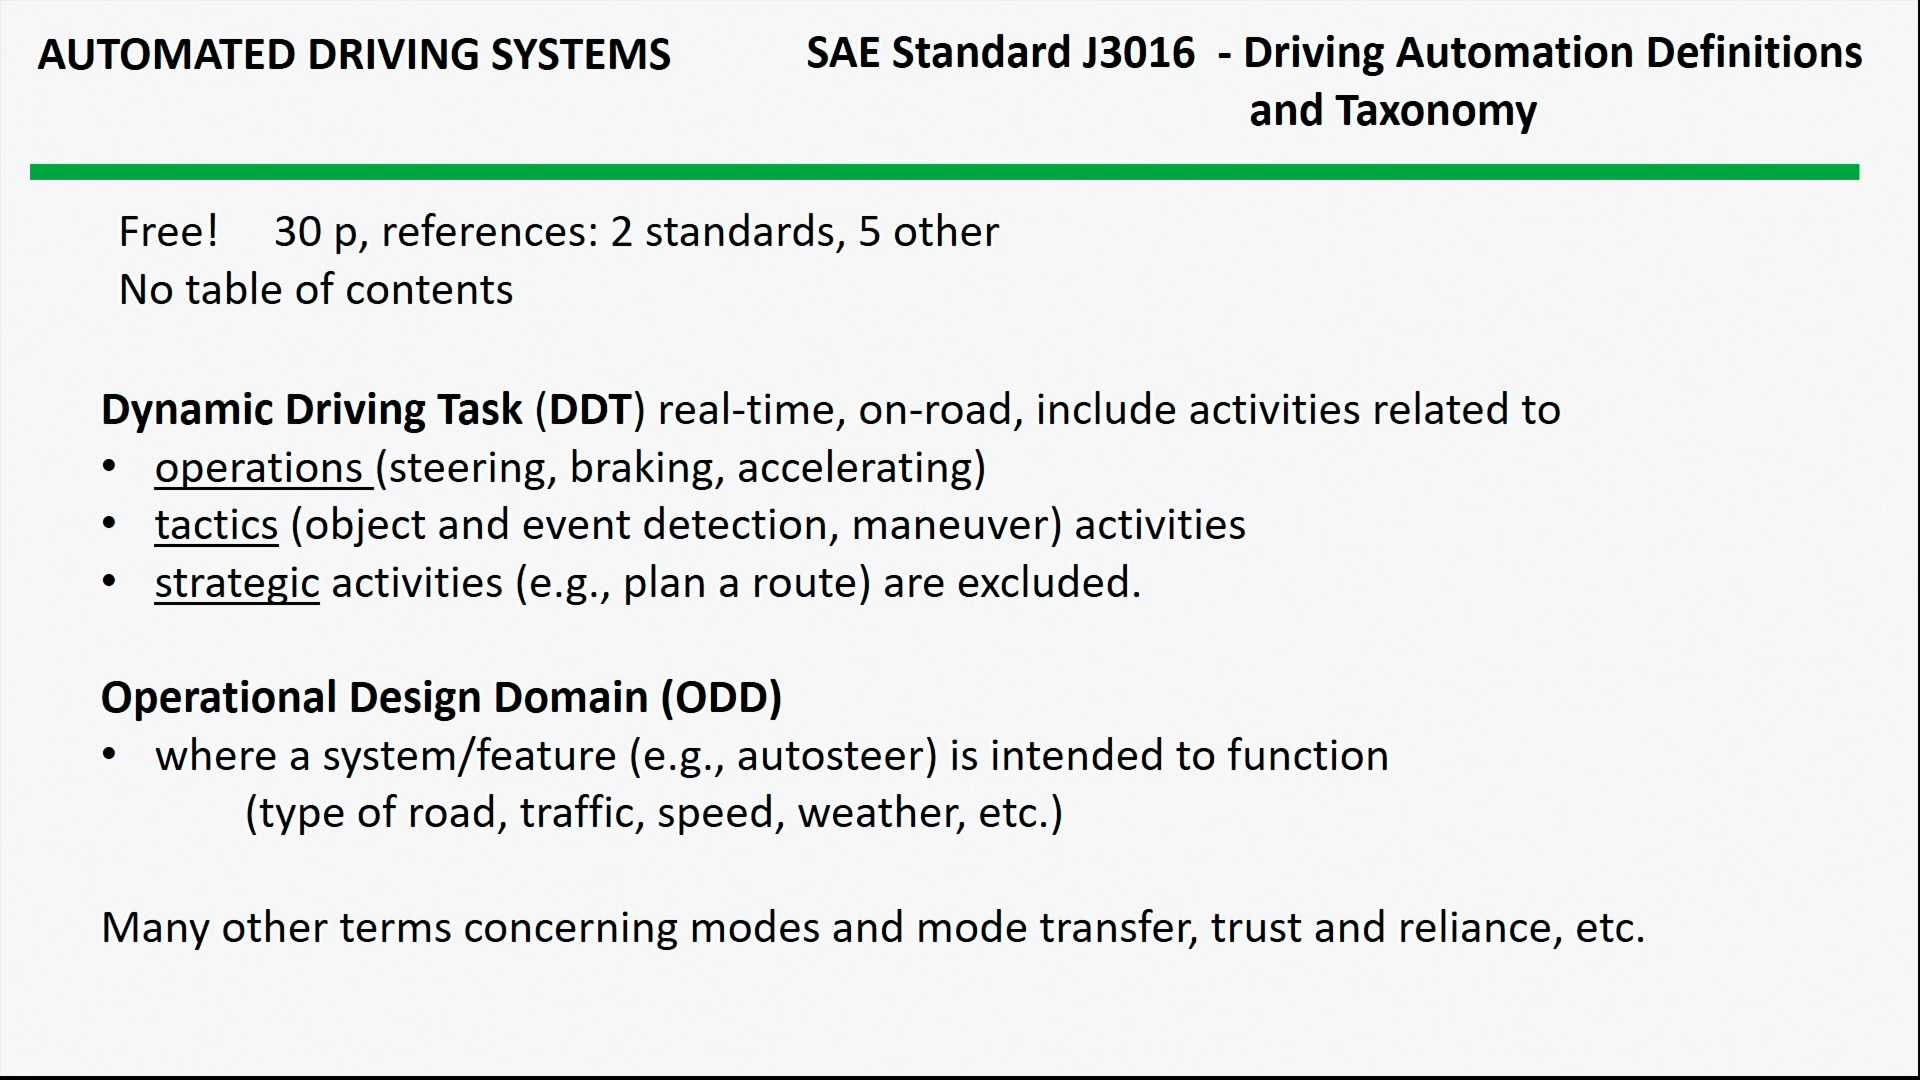 AUTOMATED DRIVING SYSTEMS
SAE Standard J3016 - Driving Automation Definitions
and Taxonomy
Free! 30 p, references: 2 standards, 5 other
No table of contents
Dynamic Driving Task (DDT) real-time, on-road, include activities related to
• operations (steering, braking, accelerating)
• tactics (object and event detection, maneuver) activities
• strategic activities (e.g., plan a route) are excluded.
Operational Design Domain (ODD)
• where a system/feature (e.g., autosteer) is intended to function
(type of road, traffic, speed, weather, etc.)
Many other terms concerning modes and mode transfer, trust and reliance, etc.